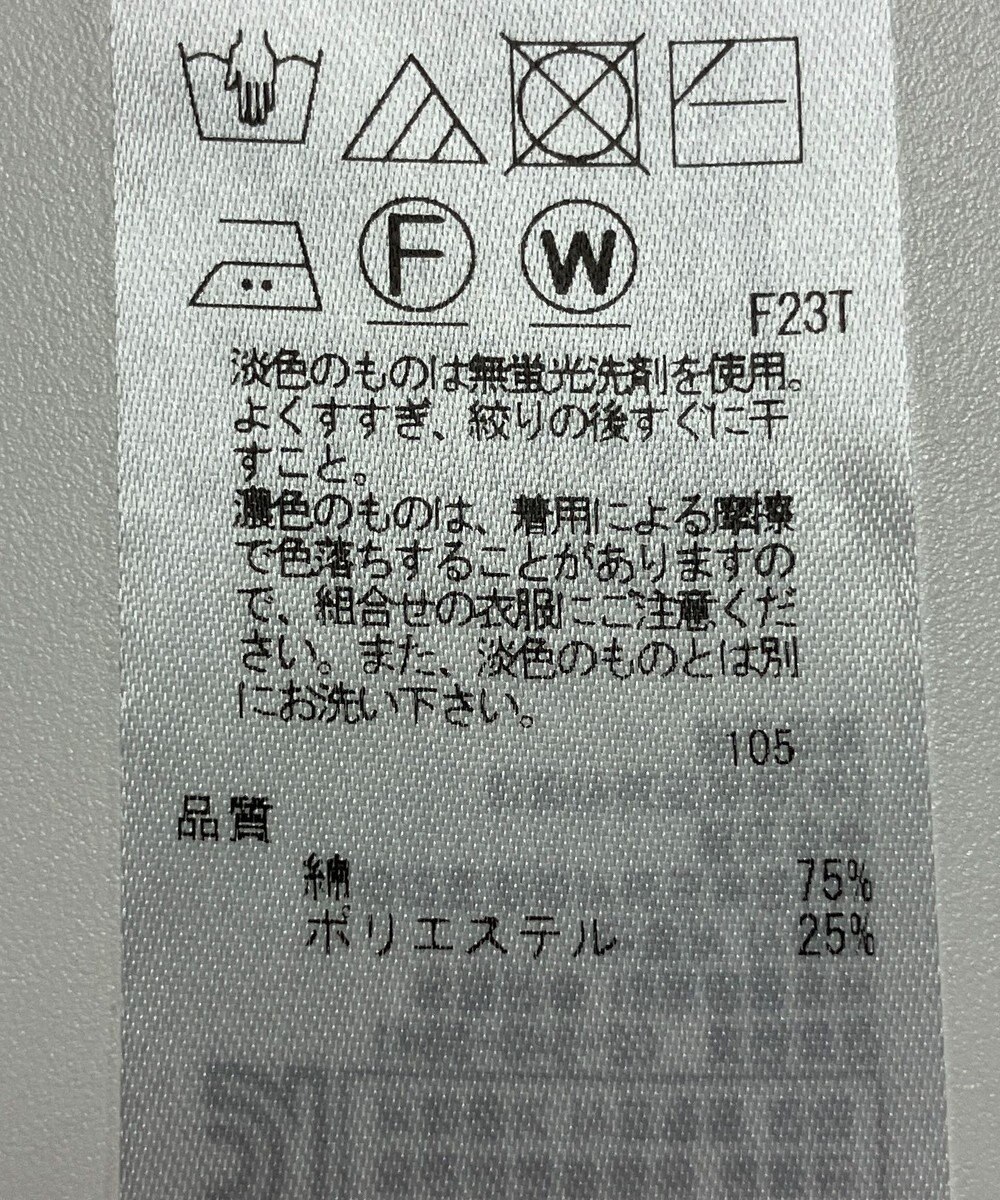 F W
F23T
淡色のものは無蛍光洗剤を使用。
よくすすぎ、絞りの後すぐに干
すこと。
濃色のものは、着用による摩擦
で色落ちすることがありますの
で、組合せの衣服にご注意くだ
さい。また、淡色のものとは別
にお洗い下さい。
105
品質
綿 75%
ポリエステル 25%